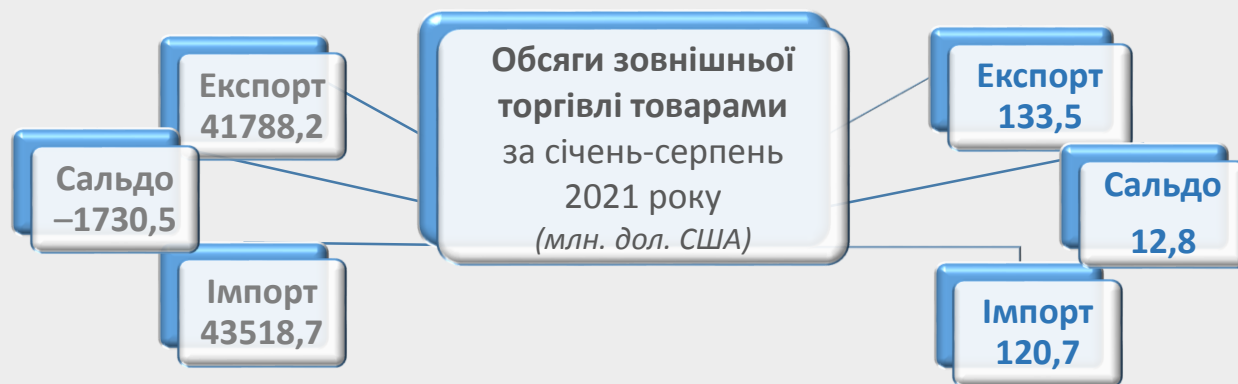 Експорт
41788,2
Сальдо
–1730,5
Імпорт
43518,7
Обсяги зовнішньої
торгівлі товарами
за січень-серпень
2021 року
(млн. дол. США)
Експорт
133,5
Сальдо
12,8
Імпорт
120,7